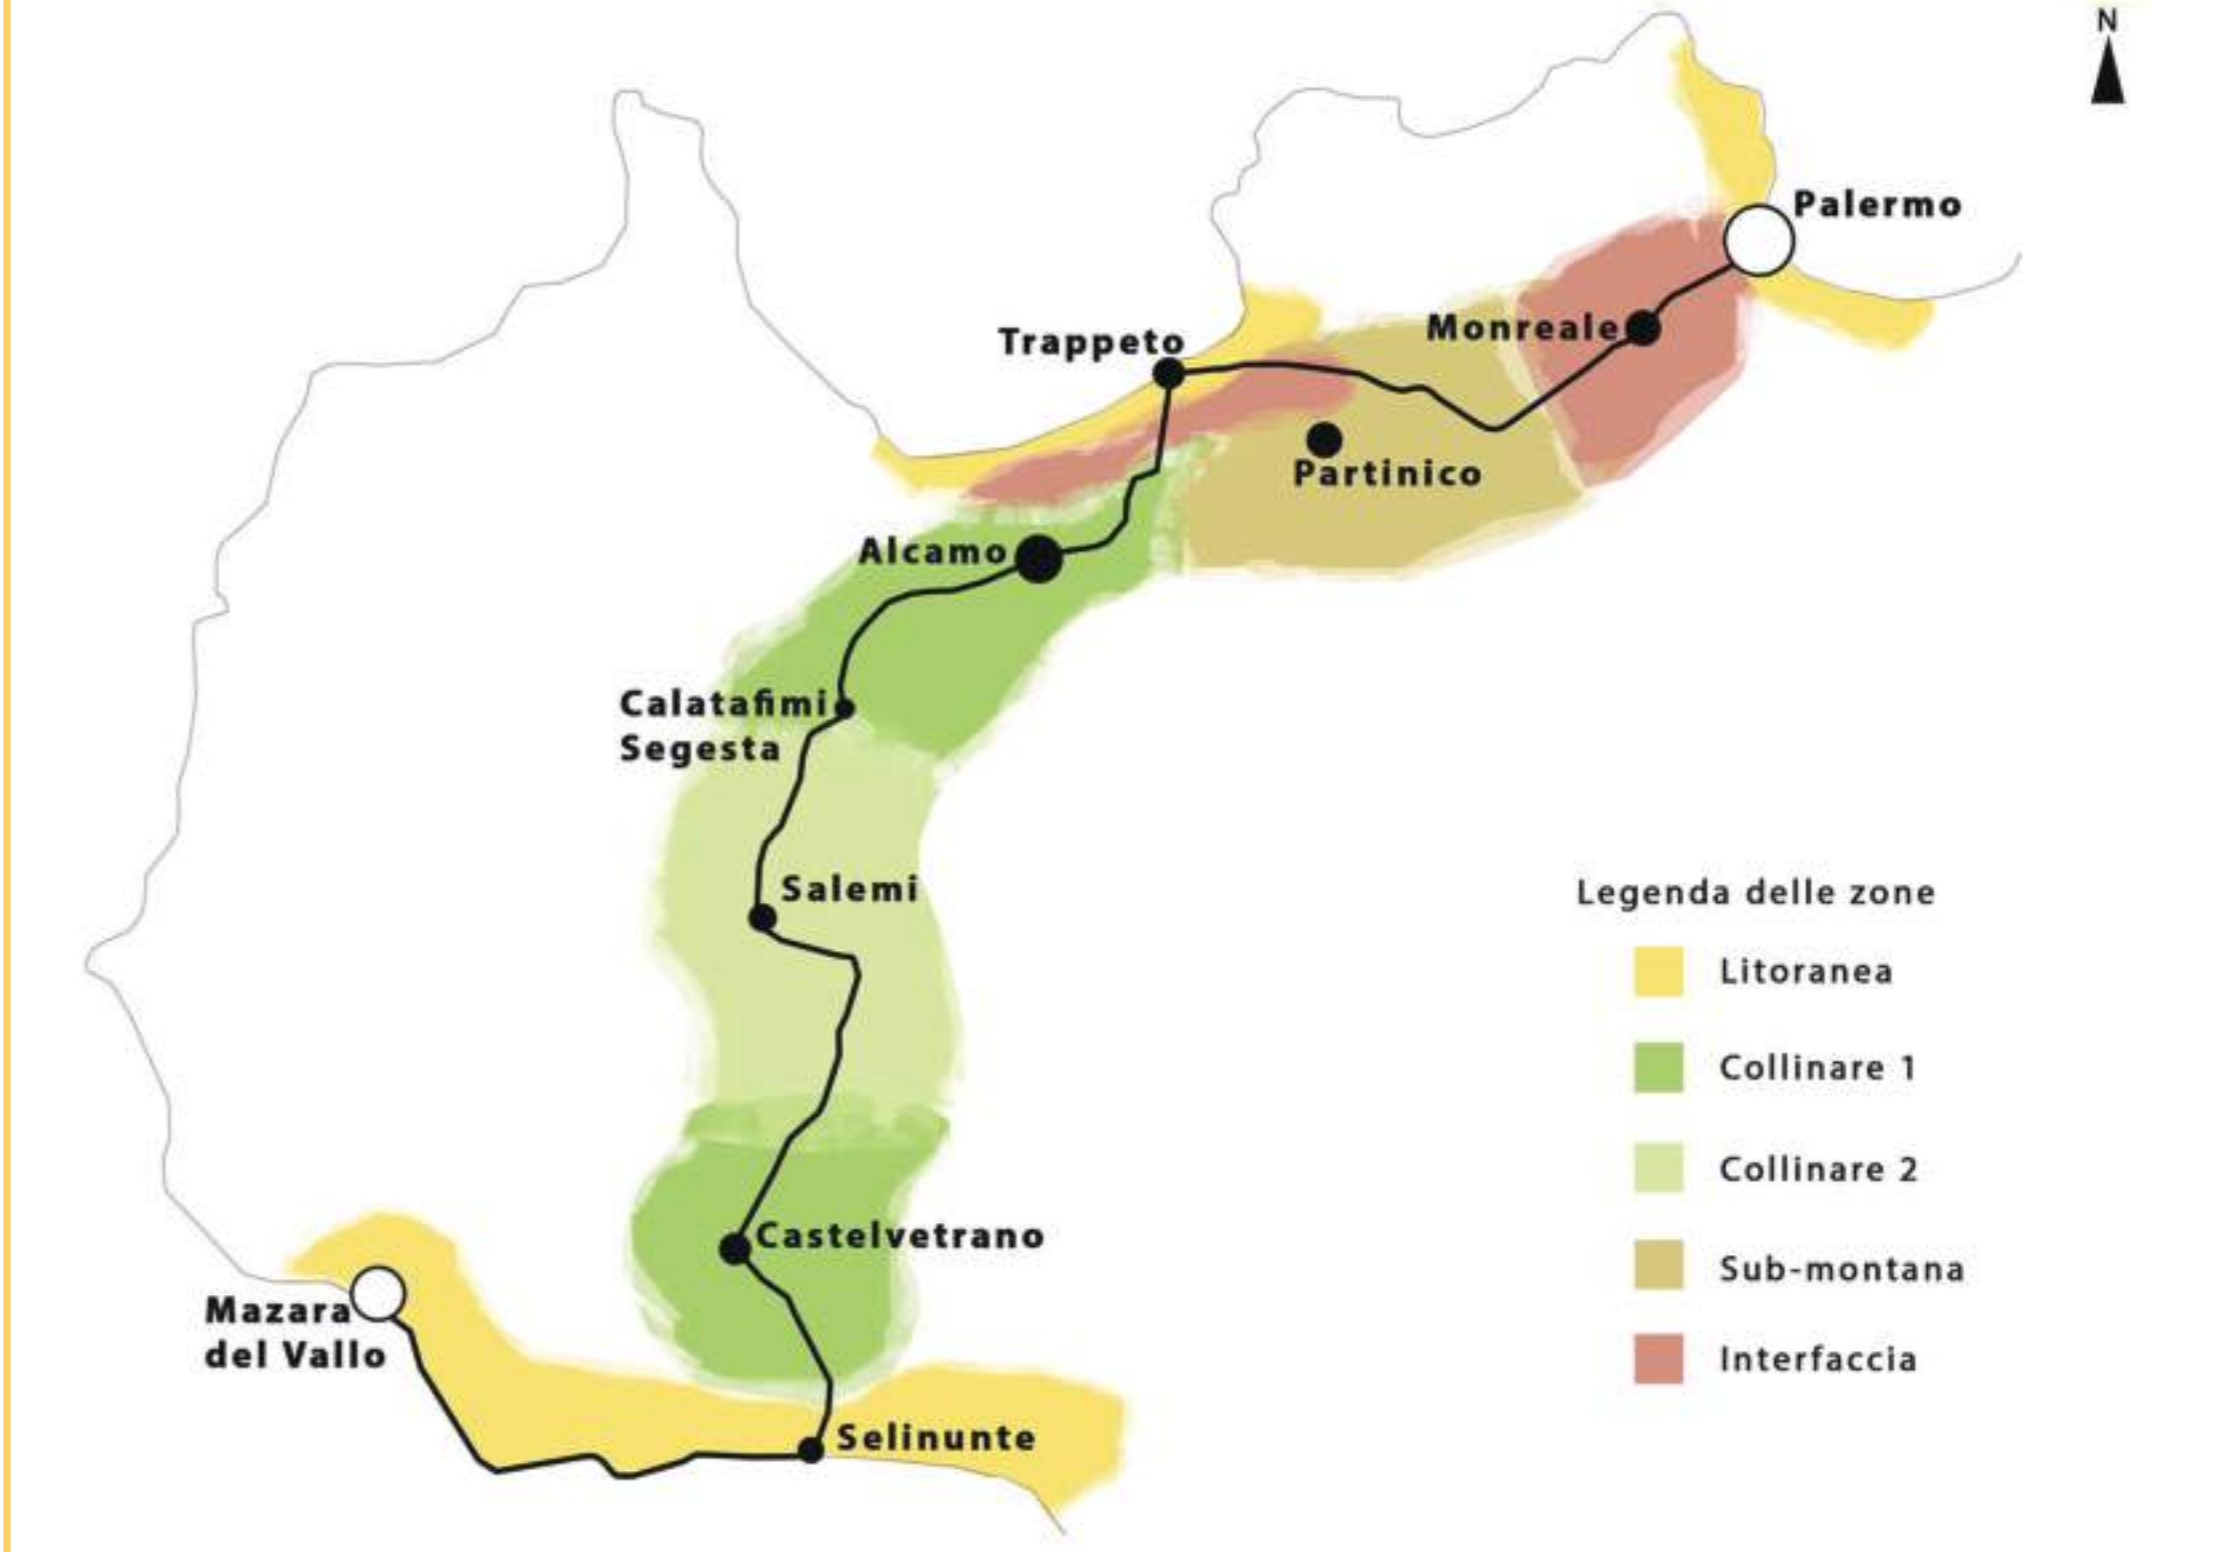 N
Palermo
Monreale
Trappeto
Partinico
Alcamo
Calatafimi
Segesta
Salemi
Castelvetrano
Mazara
del Vallo
Selinunte
Legenda delle zone
Litoranea
Collinare 1
Collinare 2
Sub-montana
Interfaccia